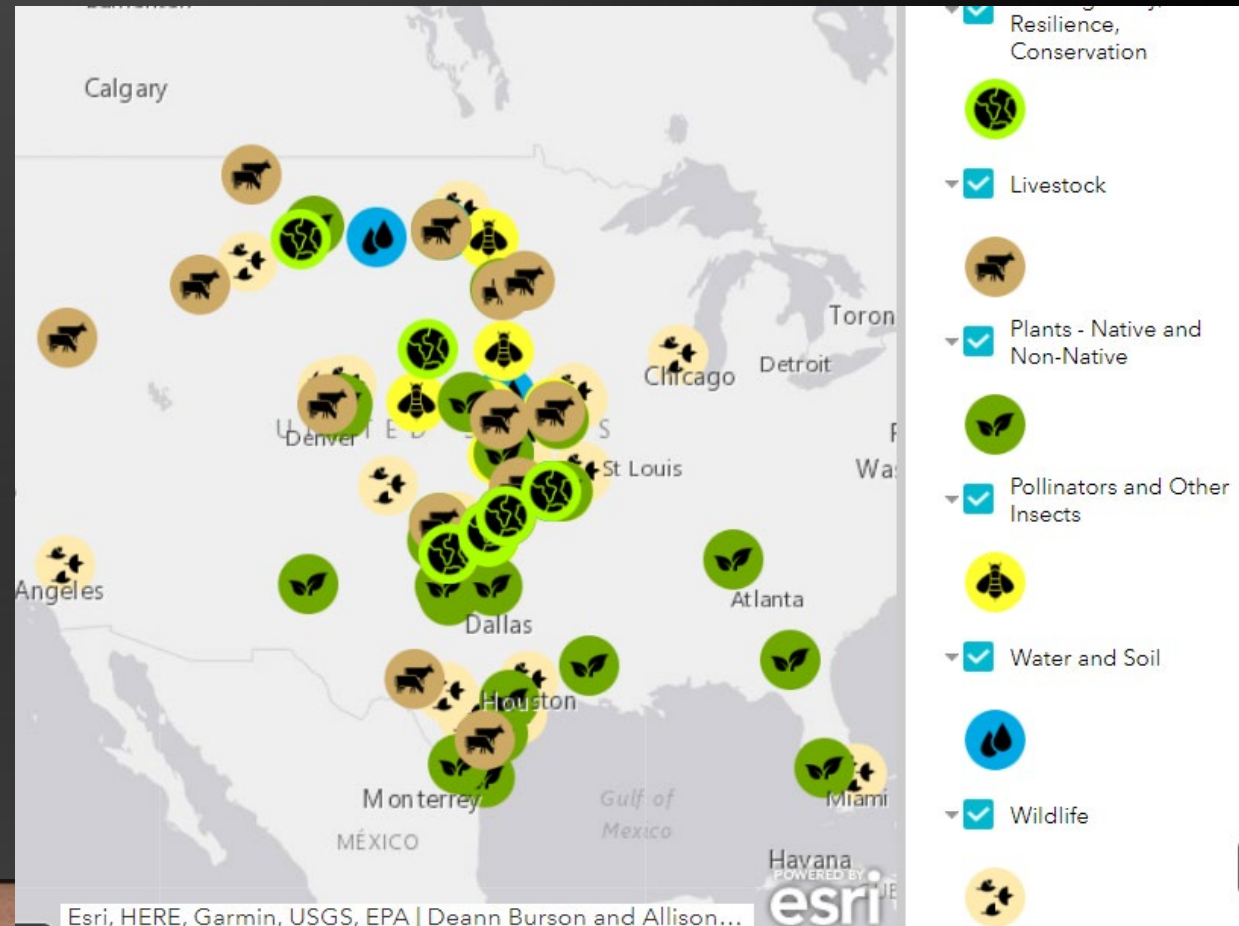 Calgary
Toron
Detroit
Chicago
UNITED S S
Denver
St Louis
Wa
Angeles
Atlanta
Dallas
Houston
Monterrey
Gulf of
Mexico
Miami
MÉXICO
Havana
POWERED BY
esri
Esri, HERE, Garmin, USGS, EPA | Deann Burson and Allison...
Resilience,
Conservation
Livestock
Plants - Native and
Non-Native
Pollinators and Other
Insects
Water and Soil
Wildlife